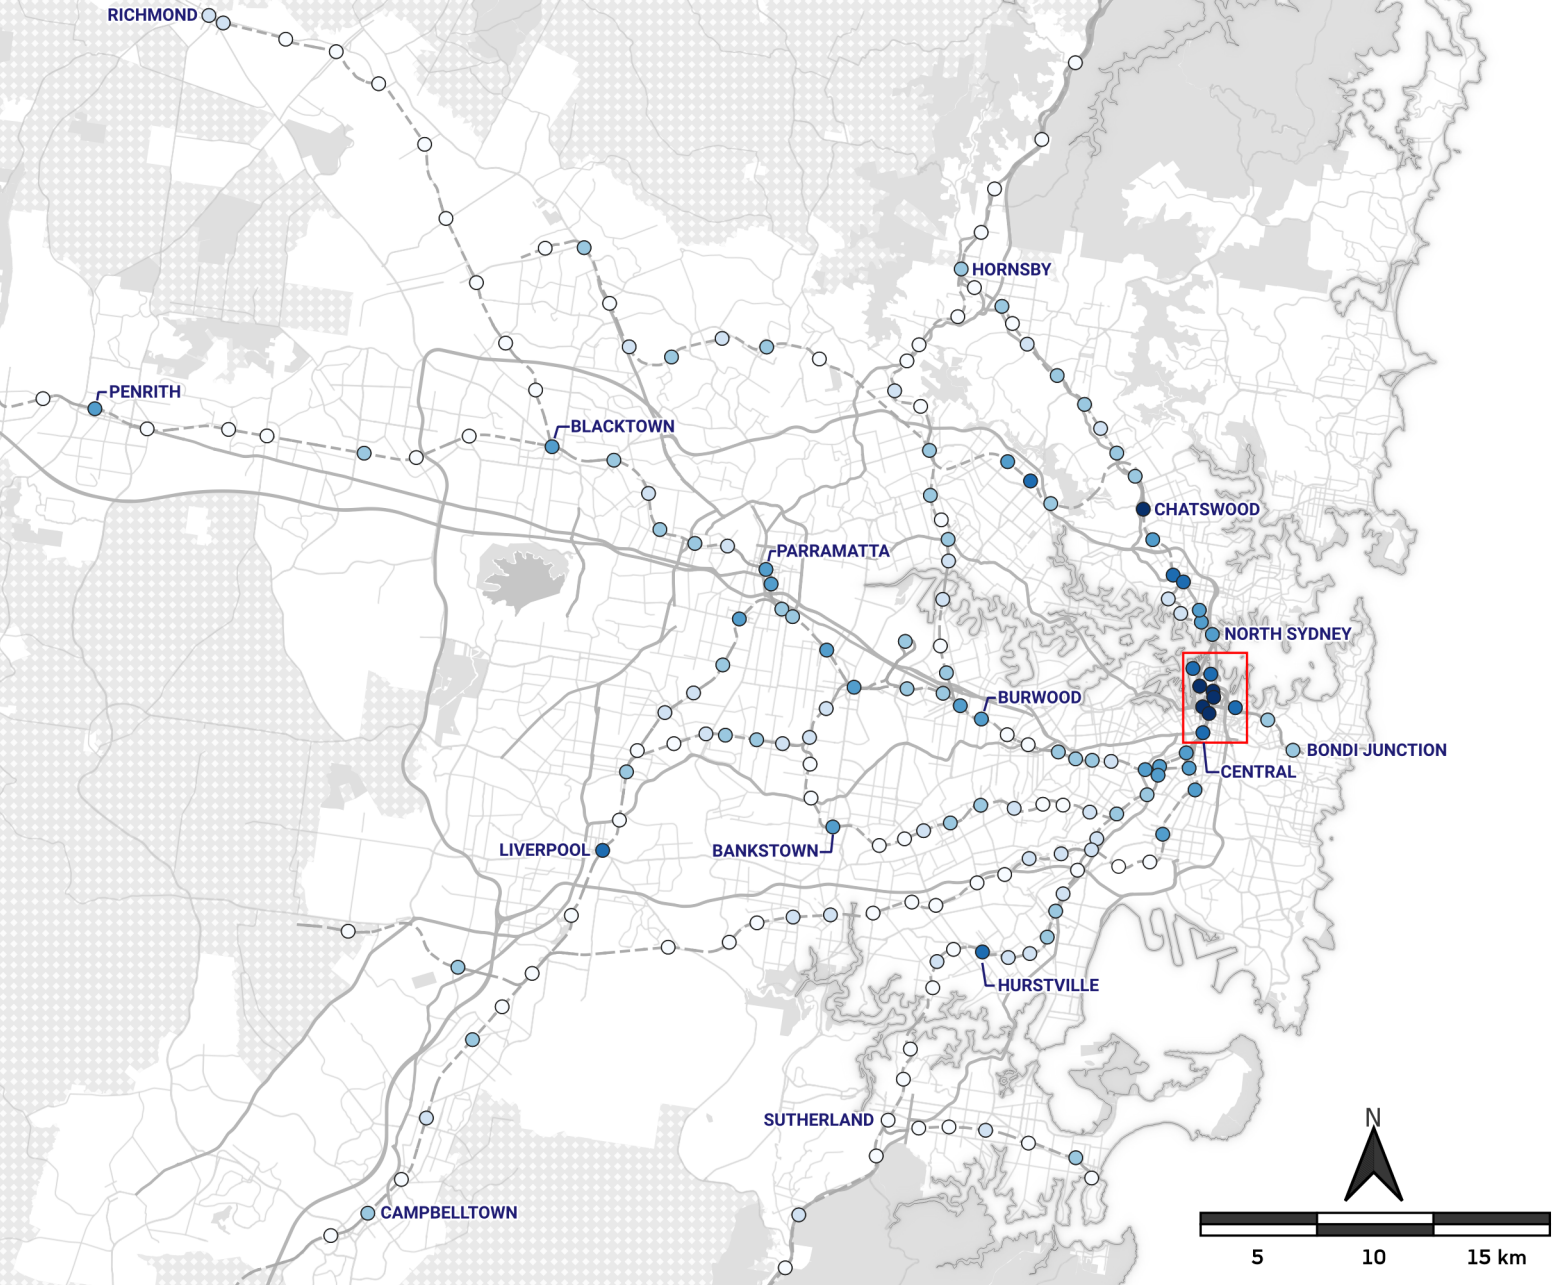 RICHMOND
HORNSBY
PENRITH
BLACKTOWN
CHATSWOOD
PARRAMATTA
NORTH SYDNEY
BURWOOD
BONDI JUNCTION
CENTRAL
LIVERPOOL
BANKSTOWN
HURSTVILLE
SUTHERLAND
N
CAMPBELLTOWN
5 10 15 km